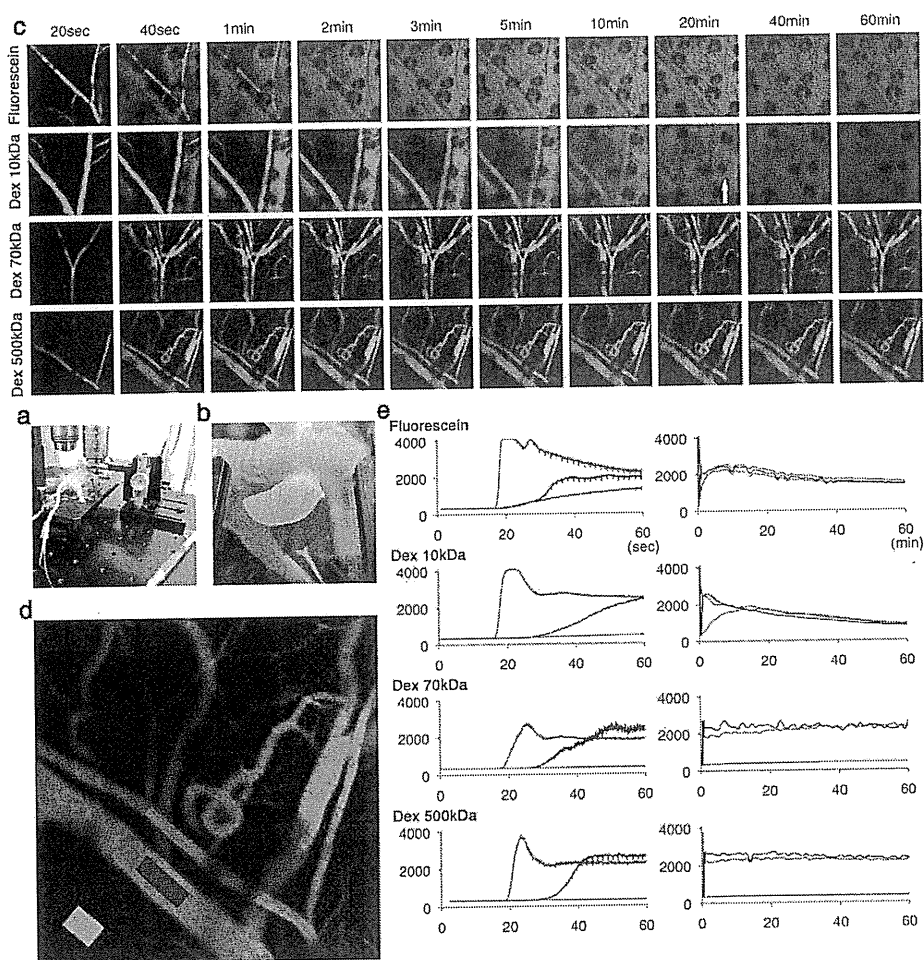 c
20sec 40sec 1min 2min 3min 5min 10min 20min 40min 60min
Fluorescein
Dex 10kDa
Dex 70kDa
Dex 500kDa
a
b
d
e
Fluorescein
4000
2000
0
0 20 40 60
(sec)
4000
2000
0
0 20 40 60
(min)
Dex 10kDa
4000
2000
0
0 20 40 60
4000
2000
0
0 20 40 60
Dex 70kDa
4000
2000
0
0 20 40 60
4000
2000
0
0 20 40 60
Dex 500kDa
4000
2000
0
0 20 40 60
4000
2000
0
0 20 40 60